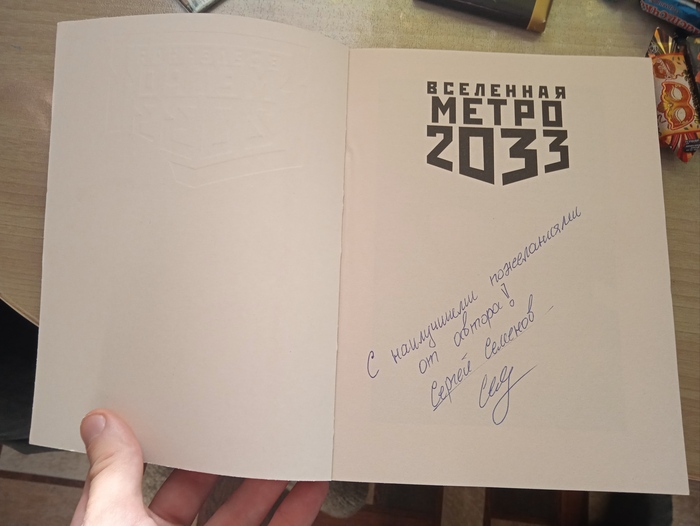 ВСЕЛЕННАЯ
МЕТРО
2033
С наилучшими пожеланиями
от автора!
Сергей Семенов